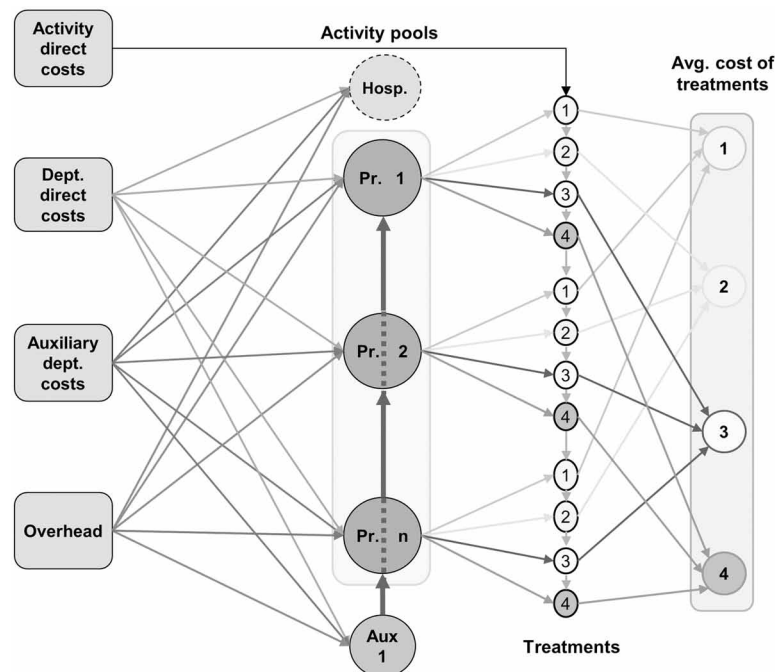 Activity
direct
costs
Activity pools
Avg. cost of
treatments
Hosp.
Dept.
direct
costs
Pr. 1
Auxiliary
dept.
costs
Pr. 2
Overhead
Pr. n
Aux
1
1
2
3
4
1
2
3
4
1
2
3
4
Treatments
1
2
3
4